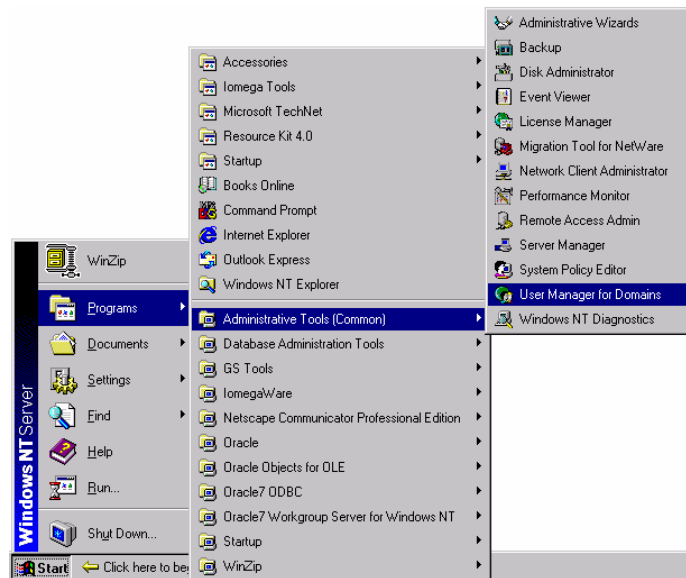 WinZip
Programs
Documents
Settings
Find
Help
Run...
Shut Down...
Windows NT Server
Start
Click here to be
Accessories
Iomega Tools
Microsoft TechNet
Resource Kit 4.0
Startup
Books Online
Command Prompt
Internet Explorer
Outlook Express
Windows NT Explorer
Administrative Tools (Common)
Database Administration Tools
GS Tools
IomegaWare
Netscape Communicator Professional Edition
Oracle
Oracle Objects for OLE
Oracle7 ODBC
Oracle7 Workgroup Server for Windows NT
Startup
WinZip
Administrative Wizards
Backup
Disk Administrator
Event Viewer
License Manager
Migration Tool for NetWare
Network Client Administrator
Performance Monitor
Remote Access Admin
Server Manager
System Policy Editor
User Manager for Domains
Windows NT Diagnostics